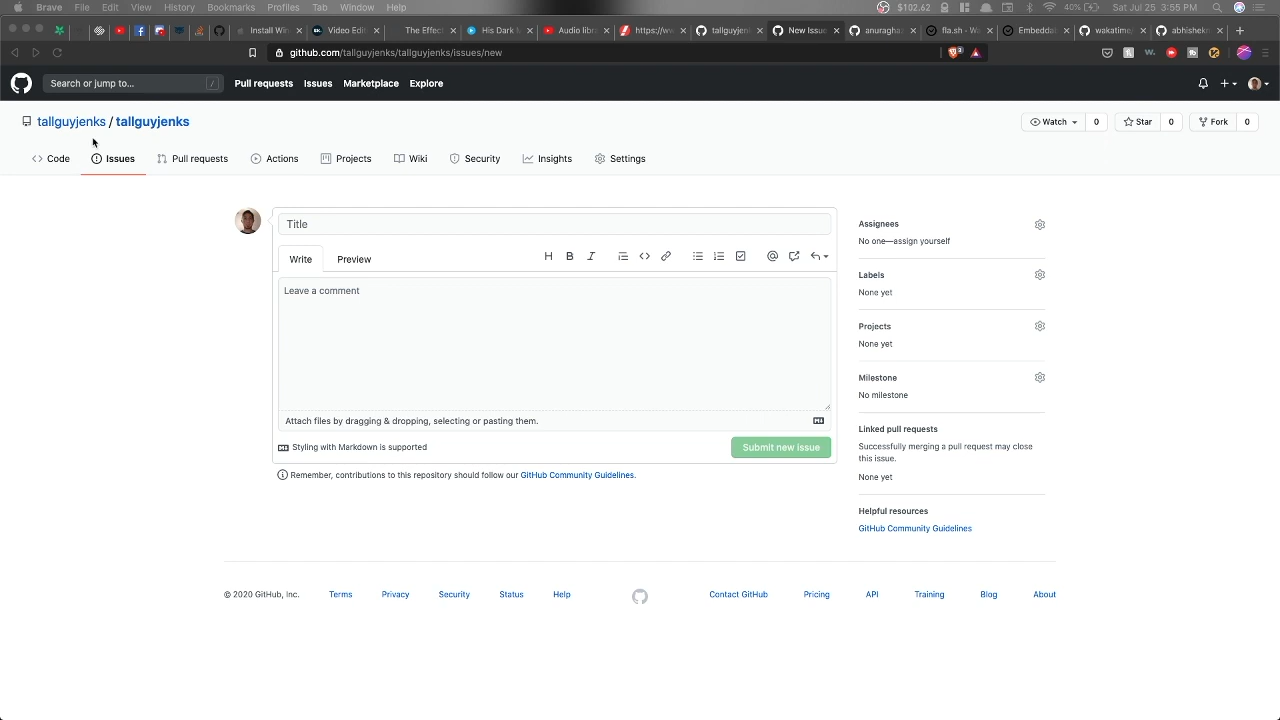 Brave File Edit View History Bookmarks Profiles Tab Window Help $102.62 40% Sat Jul 25 3:55 PM
Install Win Video Editi The Effect His Dark M Audio libra https://ww tallguyjenk New Issue anuragha fla.sh - We Embeddab wakatime abhisheke
github.com/tallguyjenks/tallguyjenks/issues/new
Search or jump to... / Pull requests Issues Marketplace Explore
tallguyjenks / tallguyjenks Watch 0 Star 0 Fork 0
Code Issues Pull requests Actions Projects Wiki Security Insights Settings
Title
Write Preview
Leave a comment
Attach files by dragging & dropping, selecting or pasting them.
Styling with Markdown is supported Submit new issue
Remember, contributions to this repository should follow our GitHub Community Guidelines.
Assignees
No one—assign yourself
Labels
None yet
Projects
None yet
Milestone
No milestone
Linked pull requests
Successfully merging a pull request may close
this issue.
None yet
Helpful resources
GitHub Community Guidelines
© 2020 GitHub, Inc. Terms Privacy Security Status Help Contact GitHub Pricing API Training Blog About